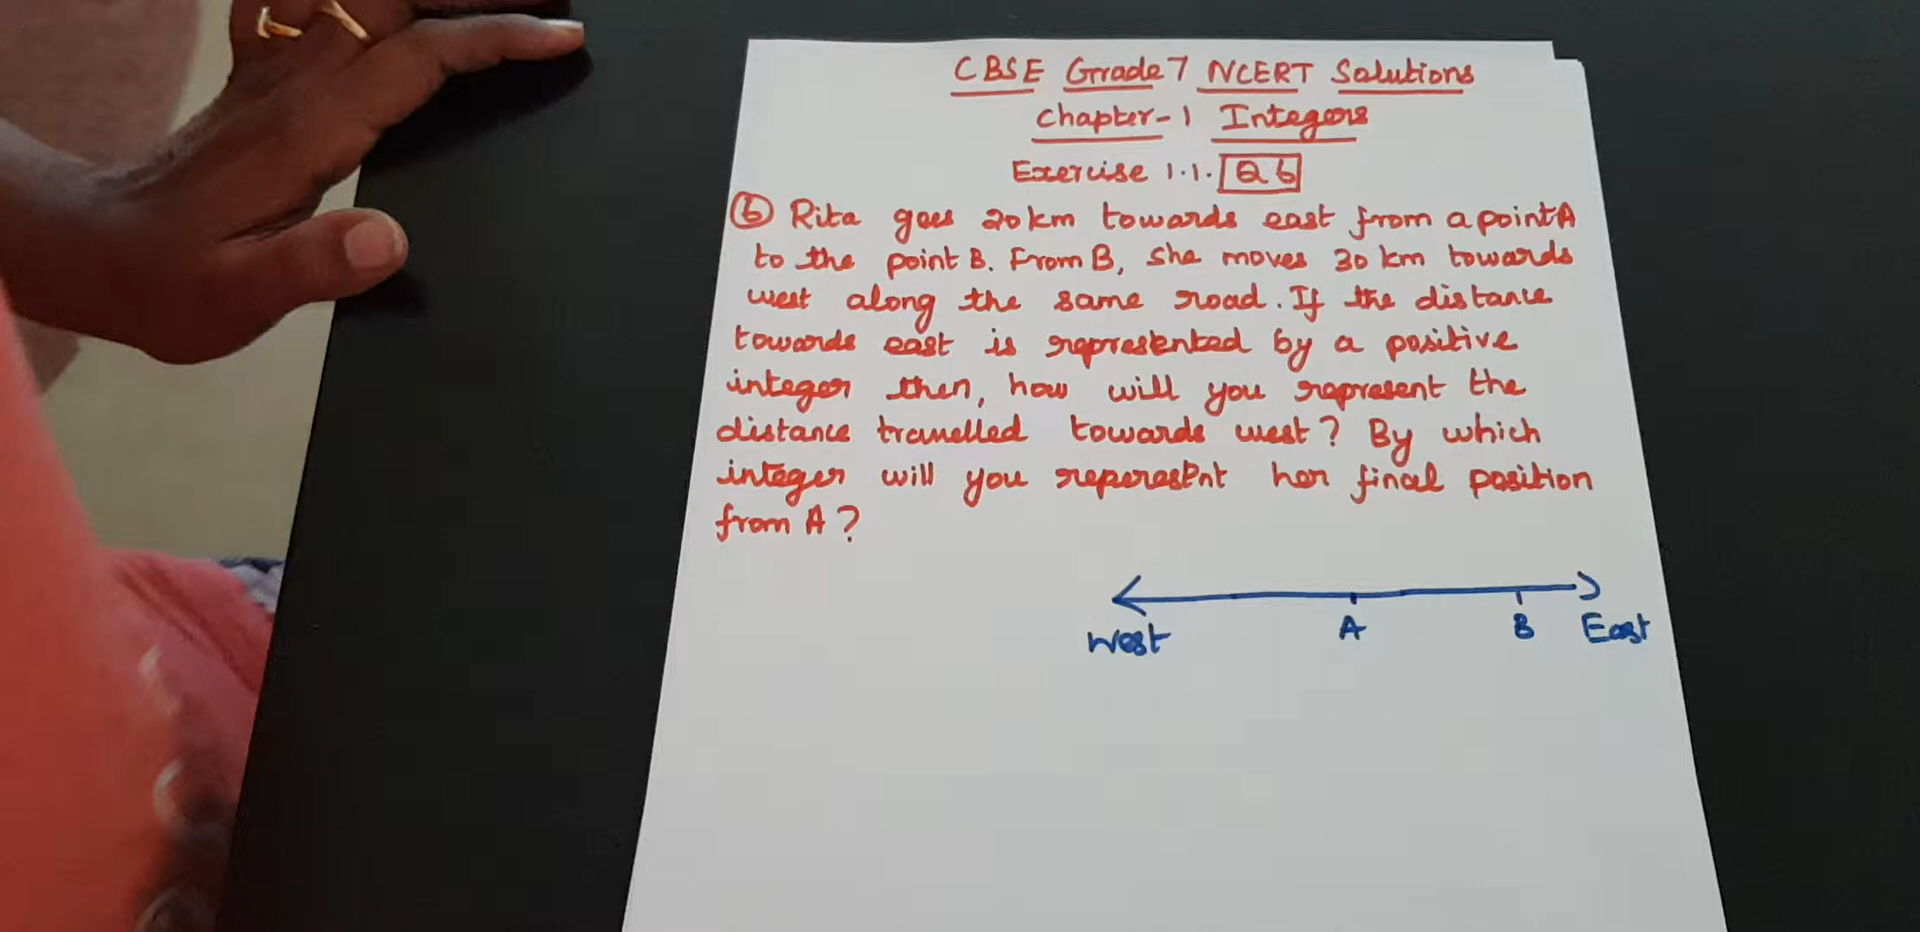 CBSE Grade 7 NCERT Solutions
Chapter-1 Integers
Exercise 1.1. Q6
6 Rita goes 20 km towards east from a point A
to the point B. From B, she moves 30 km towards
west along the same road. If the distance
towards east is represented by a positive
integer then, how will you represent the
distance travelled towards west? By which
integer will you reperesent her final position
from A?
West A B East